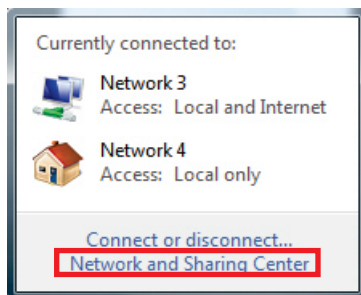 Currently connected to:
Network 3
Access: Local and Internet
Network 4
Access: Local only
Connect or disconnect...
Network and Sharing Center